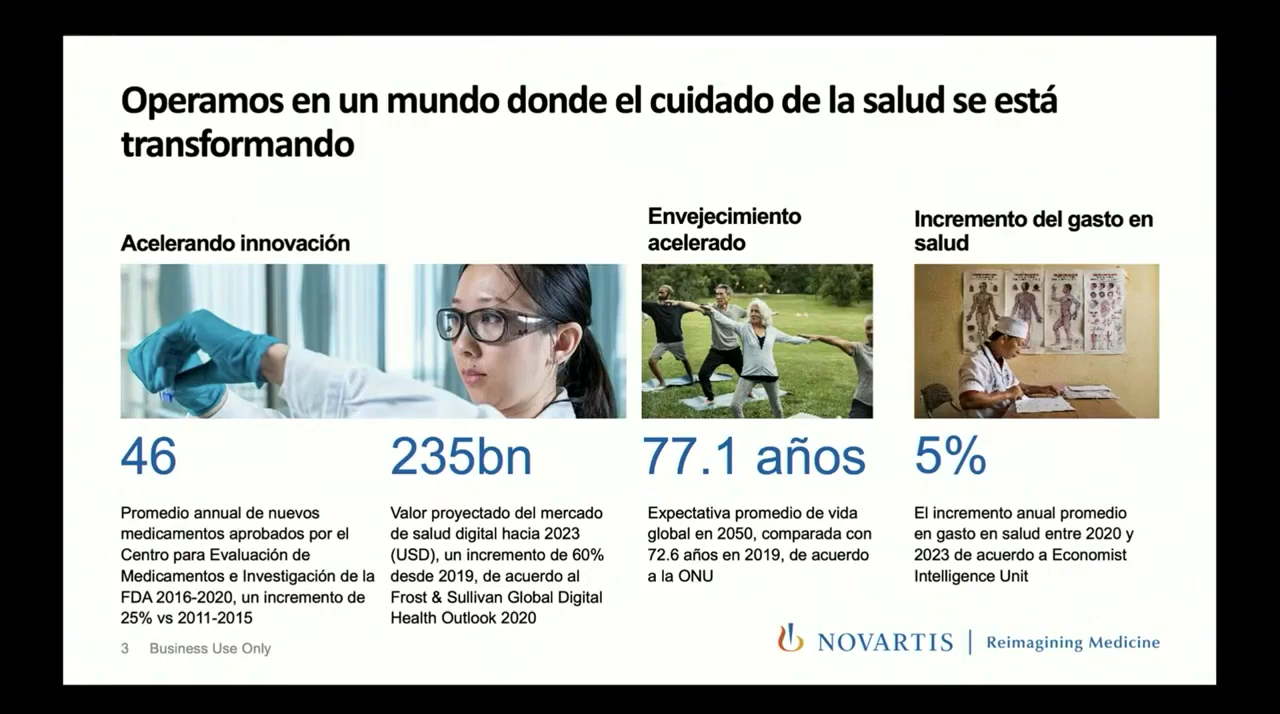 Operamos en un mundo donde el cuidado de la salud se está
transformando
Acelerando innovación
46
Promedio annual de nuevos
medicamentos aprobados por el
Centro para Evaluación de
Medicamentos e Investigación de la
FDA 2016-2020, un incremento de
25% vs 2011-2015
235bn
Valor proyectado del mercado
de salud digital hacia 2023
(USD), un incremento de 60%
desde 2019, de acuerdo al
Frost & Sullivan Global Digital
Health Outlook 2020
Envejecimiento
acelerado
77.1 años
Expectativa promedio de vida
global en 2050, comparada con
72.6 años en 2019, de acuerdo
a la ONU
Incremento del gasto en
salud
5%
El incremento anual promedio
en gasto en salud entre 2020 y
2023 de acuerdo a Economist
Intelligence Unit
3 Business Use Only
NOVARTIS | Reimagining Medicine